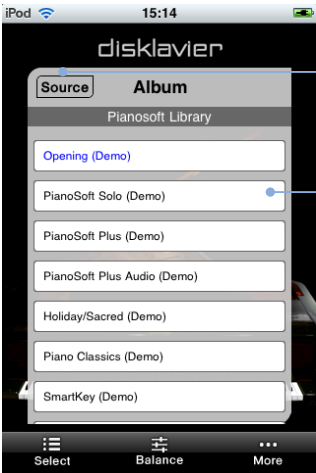 iPod 15:14
disklavier
Source Album
Pianosoft Library
Opening (Demo)
PianoSoft Solo (Demo)
PianoSoft Plus (Demo)
PianoSoft Plus Audio (Demo)
Holiday/Sacred (Demo)
Piano Classics (Demo)
SmartKey (Demo)
Select Balance More